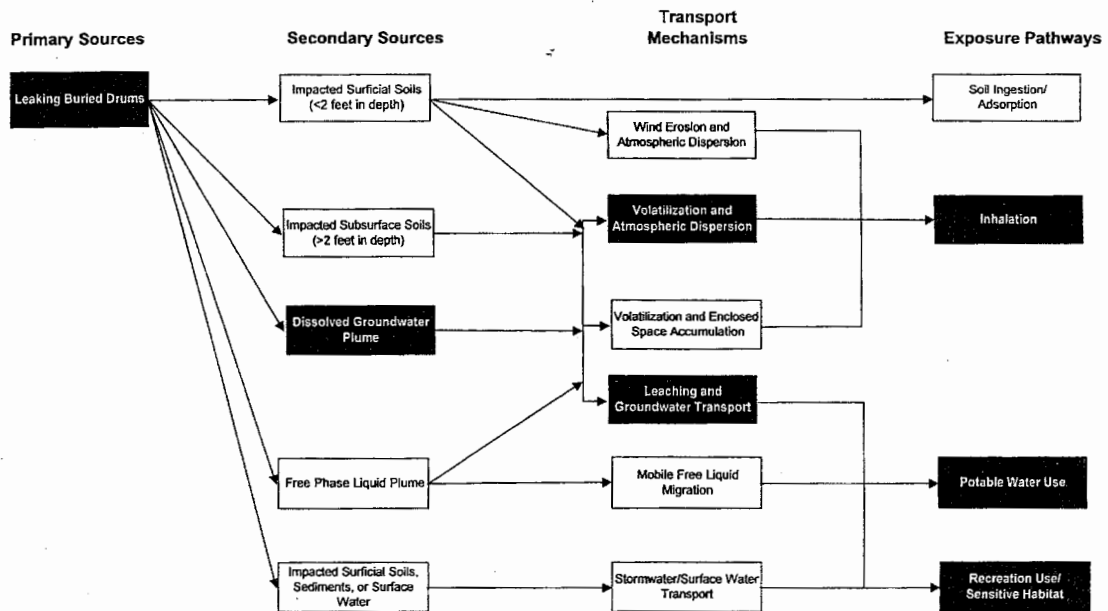 Primary Sources
Secondary Sources
Transport
Mechanisms
Exposure Pathways
Leaking Buried Drums
Impacted Surficial Soils
(<2 feet in depth)
Soil Ingestion/
Adsorption
Wind Erosion and
Atmospheric Dispersion
Impacted Subsurface Soils
(>2 feet in depth)
Volatilization and
Atmospheric Dispersion
Inhalation
Dissolved Groundwater
Plume
Volatilization and Enclosed
Space Accumulation
Leaching and
Groundwater Transport
Free Phase Liquid Plume
Mobile Free Liquid
Migration
Potable Water Use
Impacted Surficial Soils,
Sediments, or Surface
Water
Stormwater/Surface Water
Transport
Recreation Use/
Sensitive Habitat